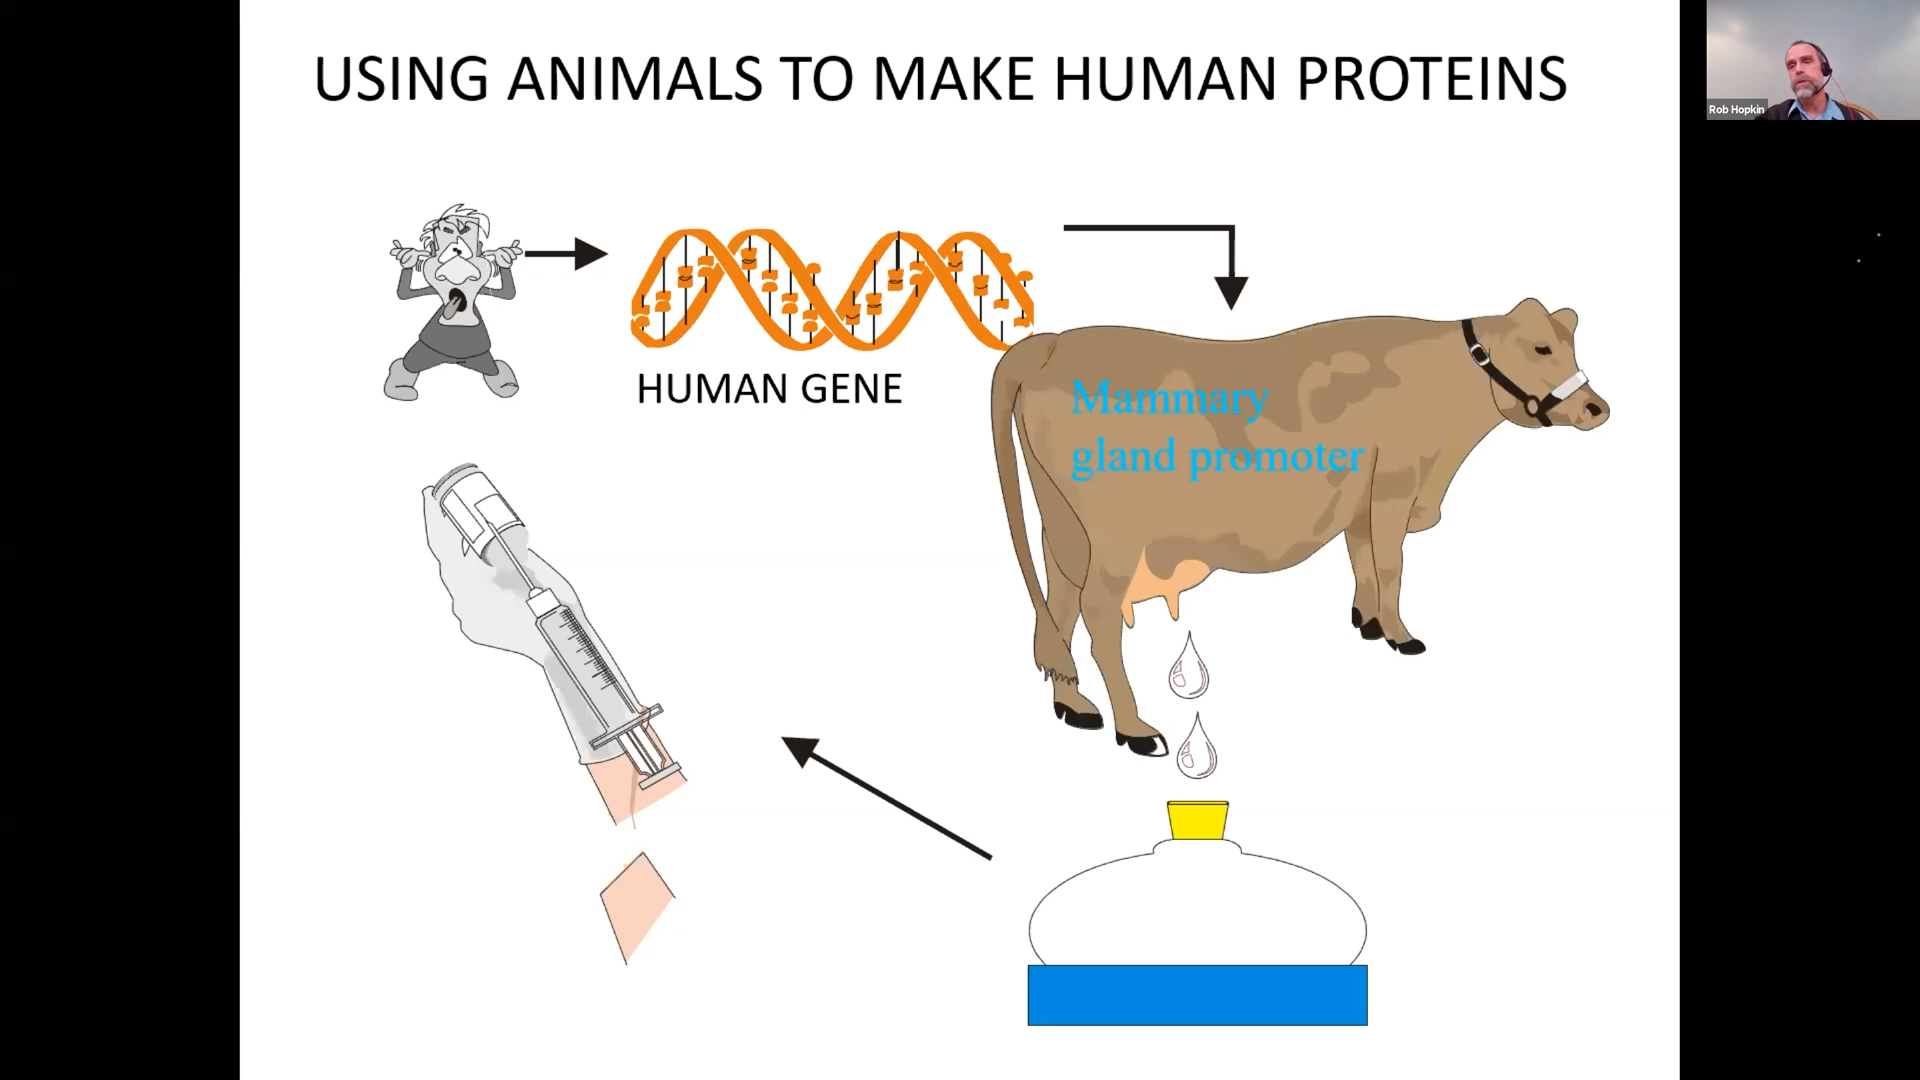 USING ANIMALS TO MAKE HUMAN PROTEINS
Rob Hopkin
HUMAN GENE
Mammary
gland promoter